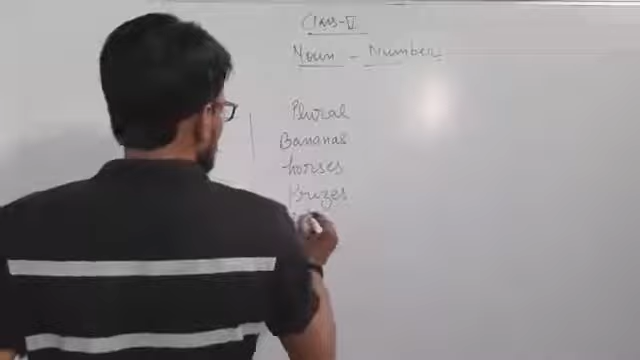 Class-V
Noun - Number
Plural
Bananas
horses
Prizes